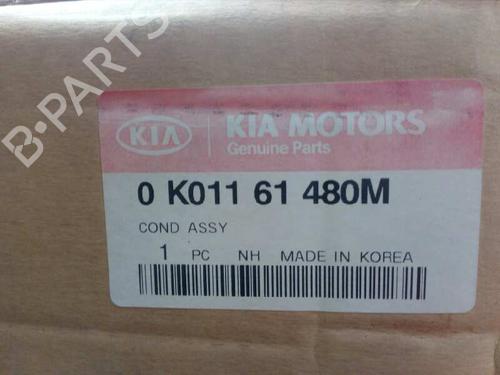 B-PARTS
KIA KIA MOTORS
Genuine Parts
0 K011 61 480M
COND ASSY
1 PC NH MADE IN KOREA